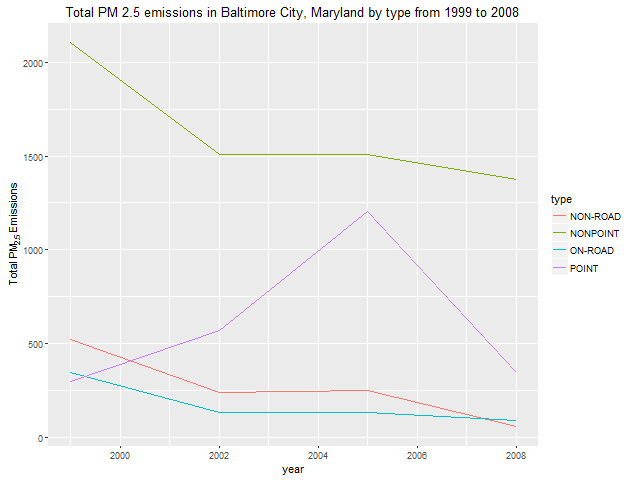 Total PM 2.5 emissions in Baltimore City, Maryland by type from 1999 to 2008
Total PM2.5 Emissions
2000
1500
1000
500
0
2000 2002 2004 2006 2008
year
type
NON-ROAD
NONPOINT
ON-ROAD
POINT